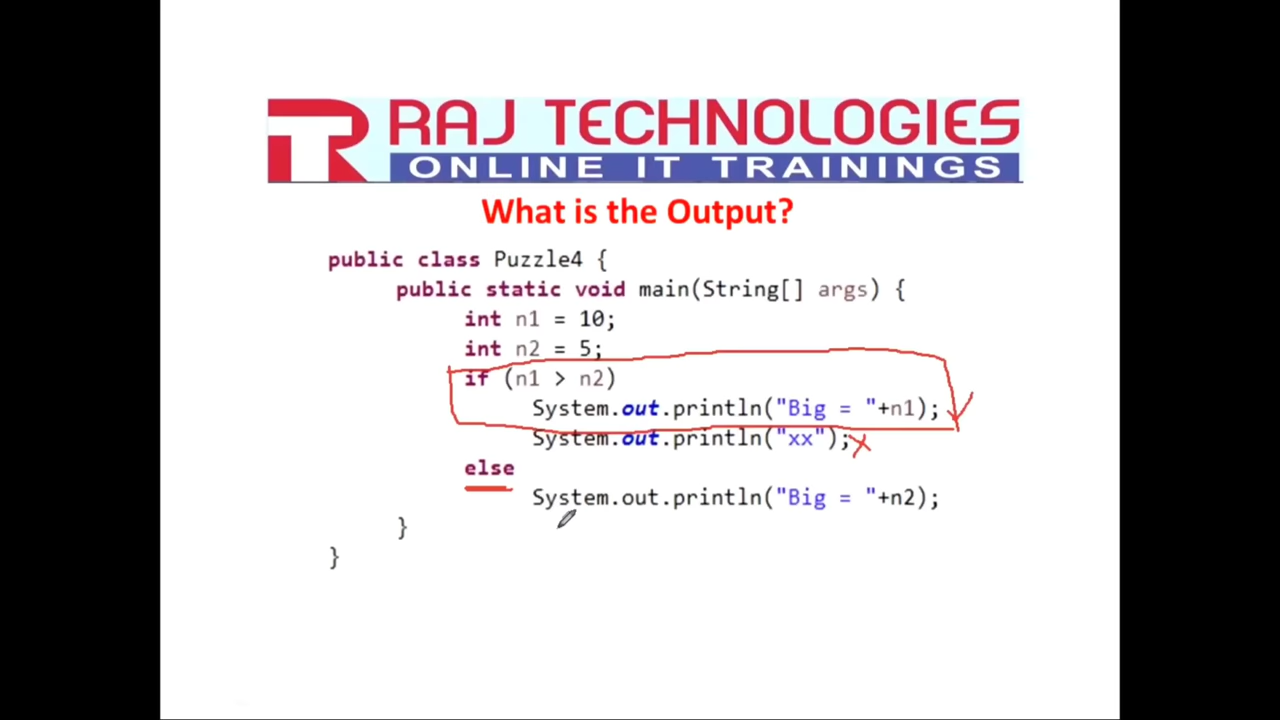 RAJ TECHNOLOGIES
ONLINE IT TRAININGS
What is the Output?
public class Puzzle4 {
public static void main(String[] args) {
int n1 = 10;
int n2 = 5;
if (n1 > n2)
System.out.println("Big = "+n1);
System.out.println("xx");
else
System.out.println("Big = "+n2);
}
}